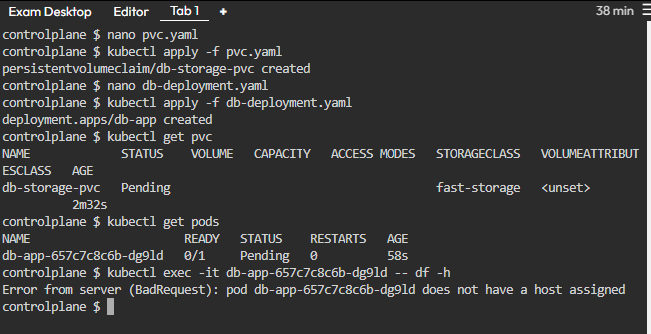 Exam Desktop Editor Tab 1 + 38 min
controlplane $ nano pvc.yaml
controlplane $ kubectl apply -f pvc.yaml
persistentvolumeclaim/db-storage-pvc created
controlplane $ nano db-deployment.yaml
controlplane $ kubectl apply -f db-deployment.yaml
deployment.apps/db-app created
controlplane $ kubectl get pvc
NAME STATUS VOLUME CAPACITY ACCESS MODES STORAGECLASS VOLUMEATTRIBUT
ESCLASS AGE
db-storage-pvc Pending fast-storage <unset>
2m32s
controlplane $ kubectl get pods
NAME READY STATUS RESTARTS AGE
db-app-657c7c8c6b-dg9ld 0/1 Pending 0 58s
controlplane $ kubectl exec -it db-app-657c7c8c6b-dg9ld -- df -h
Error from server (BadRequest): pod db-app-657c7c8c6b-dg9ld does not have a host assigned
controlplane $